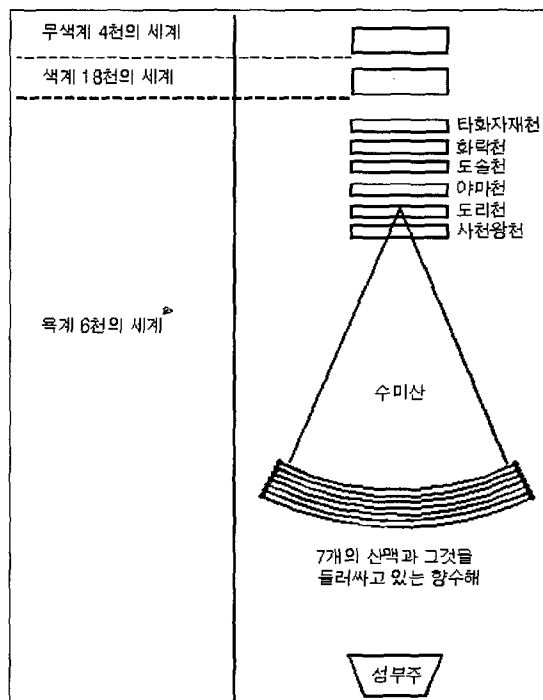 무색계 4천의 세계
색계 18천의 세계
타화자재천
화락천
도솔천
야마천
도리천
사천왕천
욕계 6천의 세계
수미산
7개의 산맥과 그것을
둘러싸고 있는 향수해
섬부주